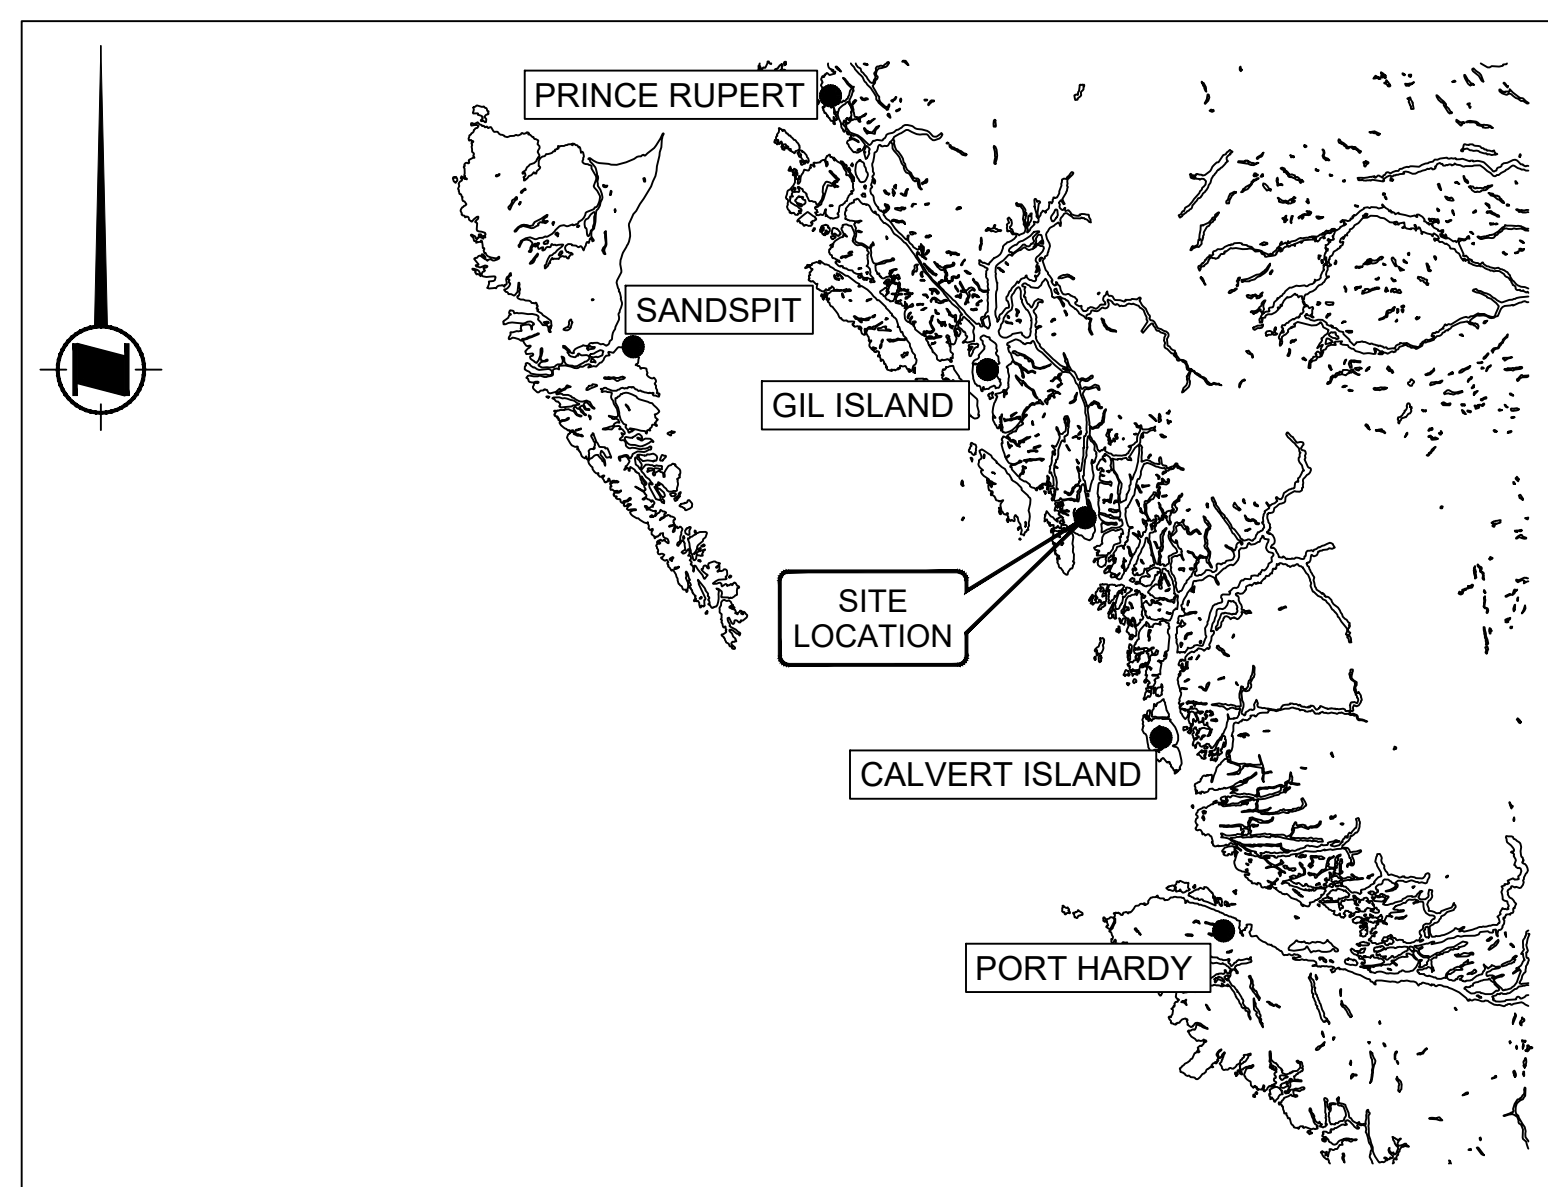 PRINCE RUPERT
SANDSPIT
GIL ISLAND
SITE
LOCATION
CALVERT ISLAND
PORT HARDY